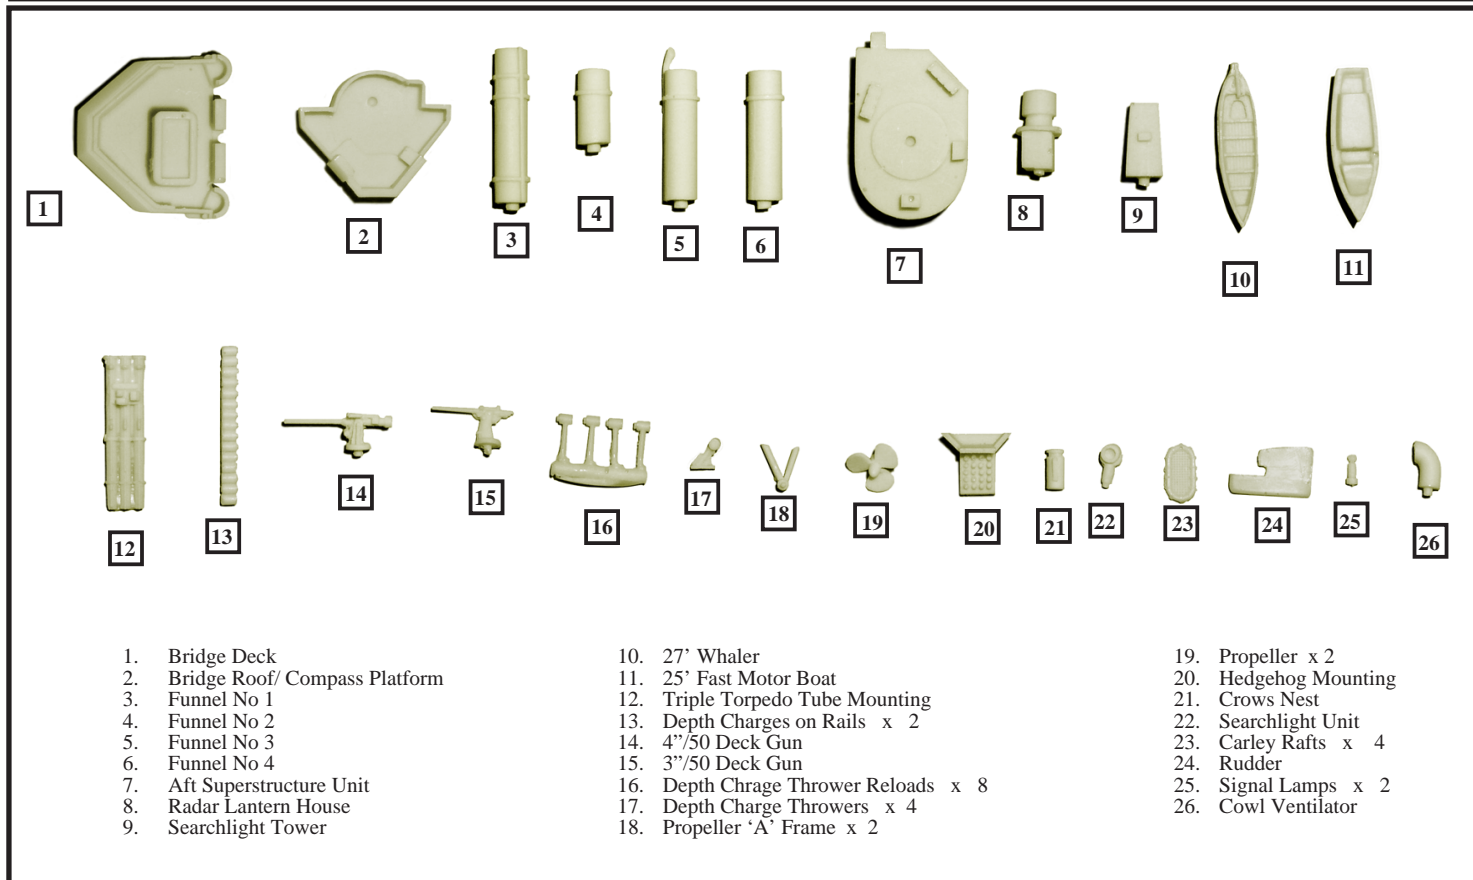 1
2
3
4
5
6
7
8
9
10
11
12
13
14
15
16
17
18
19
20
21
22
23
24
25
26
1. Bridge Deck
2. Bridge Roof/ Compass Platform
3. Funnel No 1
4. Funnel No 2
5. Funnel No 3
6. Funnel No 4
7. Aft Superstructure Unit
8. Radar Lantern House
9. Searchlight Tower
10. 27’ Whaler
11. 25’ Fast Motor Boat
12. Triple Torpedo Tube Mounting
13. Depth Charges on Rails x 2
14. 4”/50 Deck Gun
15. 3”/50 Deck Gun
16. Depth Chrage Thrower Reloads x 8
17. Depth Charge Throwers x 4
18. Propeller ‘A’ Frame x 2
19. Propeller x 2
20. Hedgehog Mounting
21. Crows Nest
22. Searchlight Unit
23. Carley Rafts x 4
24. Rudder
25. Signal Lamps x 2
26. Cowl Ventilator